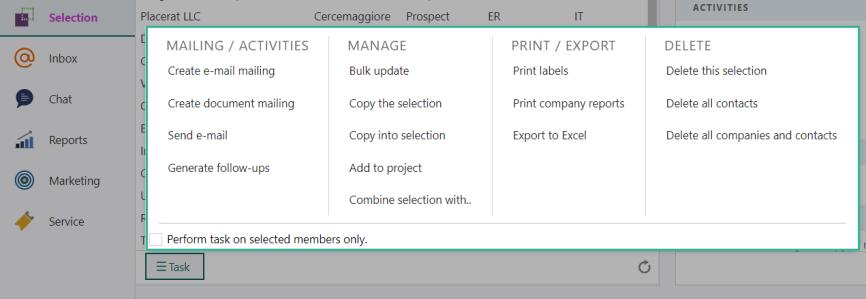 Selection
Inbox
Chat
Reports
Marketing
Service
Placerat LLC Cercemaggiore Prospect ER IT
ACTIVITIES
MAILING / ACTIVITIES
Create e-mail mailing
Create document mailing
Send e-mail
Generate follow-ups
MANAGE
Bulk update
Copy the selection
Copy into selection
Add to project
Combine selection with..
PRINT / EXPORT
Print labels
Print company reports
Export to Excel
DELETE
Delete this selection
Delete all contacts
Delete all companies and contacts
Perform task on selected members only.
Task